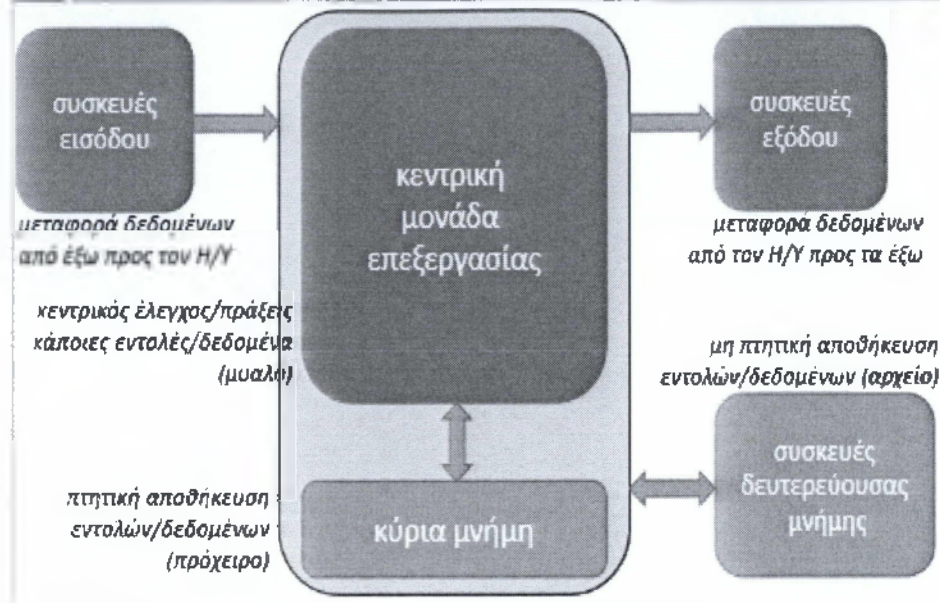 συσκευές
εισόδου
μεταφορά δεδομένων
από έξω προς τον Η/Υ
κεντρική
μονάδα
επεξεργασίας
κεντρικός έλεγχος/πράξεις
κάποιες εντολές/δεδομένα
(μυαλό)
συσκευές
εξόδου
μεταφορά δεδομένων
από τον Η/Υ προς τα έξω
μη πτητική αποθήκευση
εντολών/δεδομένων (αρχείο)
συσκευές
δευτερεύουσας
μνήμης
πτητική αποθήκευση
εντολών/δεδομένων
(πρόχειρο)
κύρια μνήμη